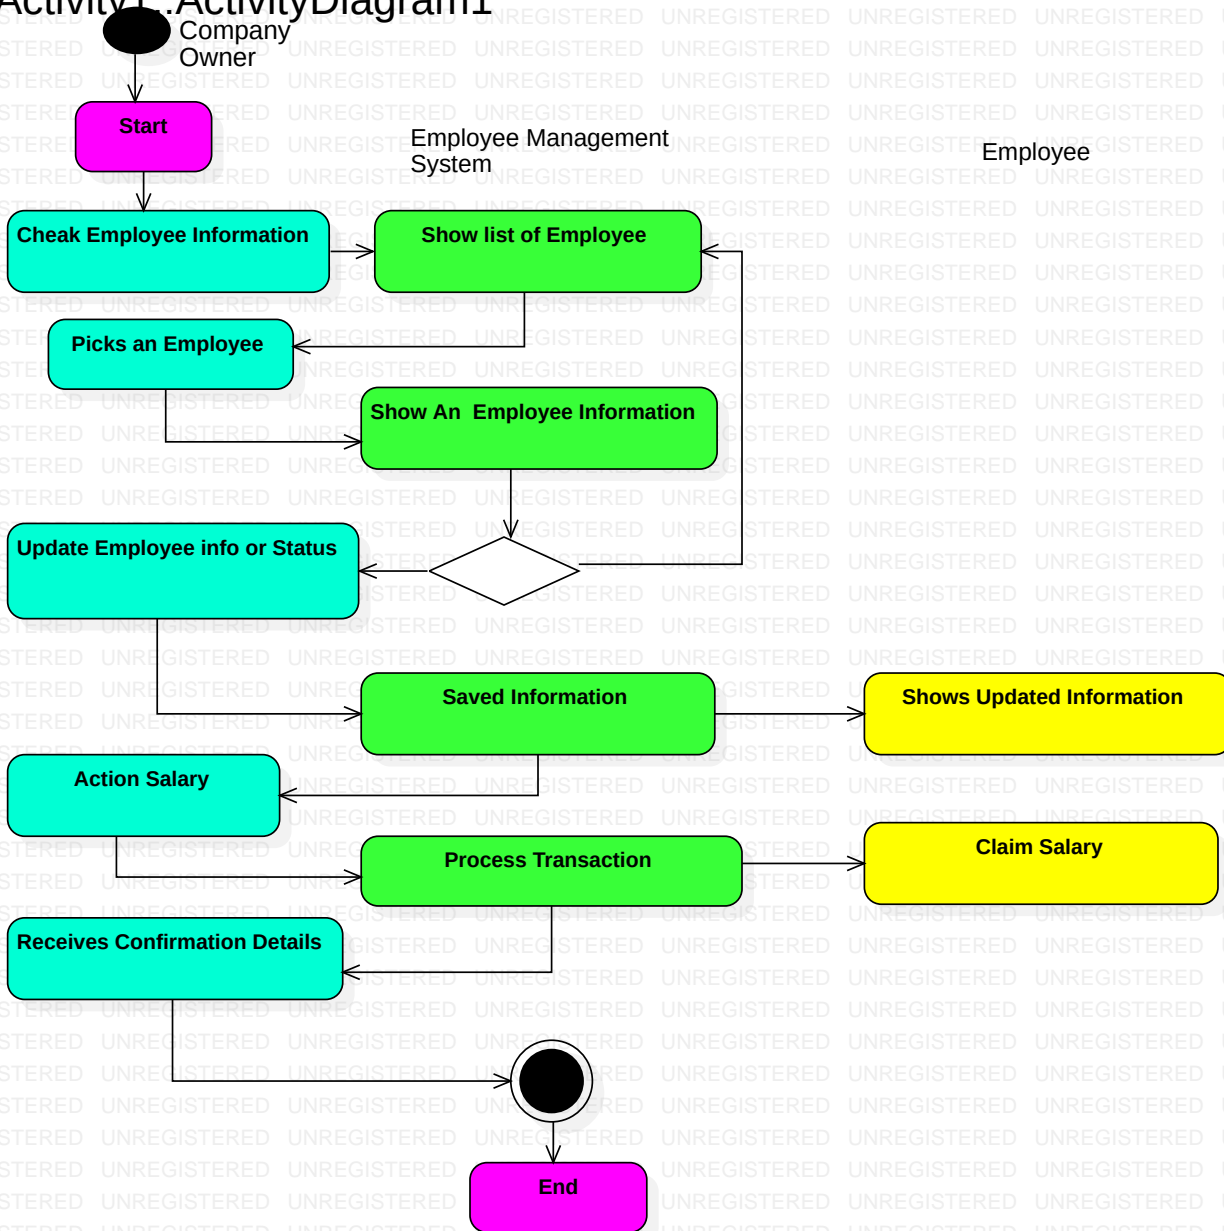 Activity1::ActivityDiagram1
Company
Owner
Start
Employee Management
System
Employee
Cheak Employee Information
Show list of Employee
Picks an Employee
Show An  Employee Information
Update Employee info or Status
Saved Information
Shows Updated Information
Action Salary
Process Transaction
Claim Salary
Receives Confirmation Details
End
UNREGISTERED